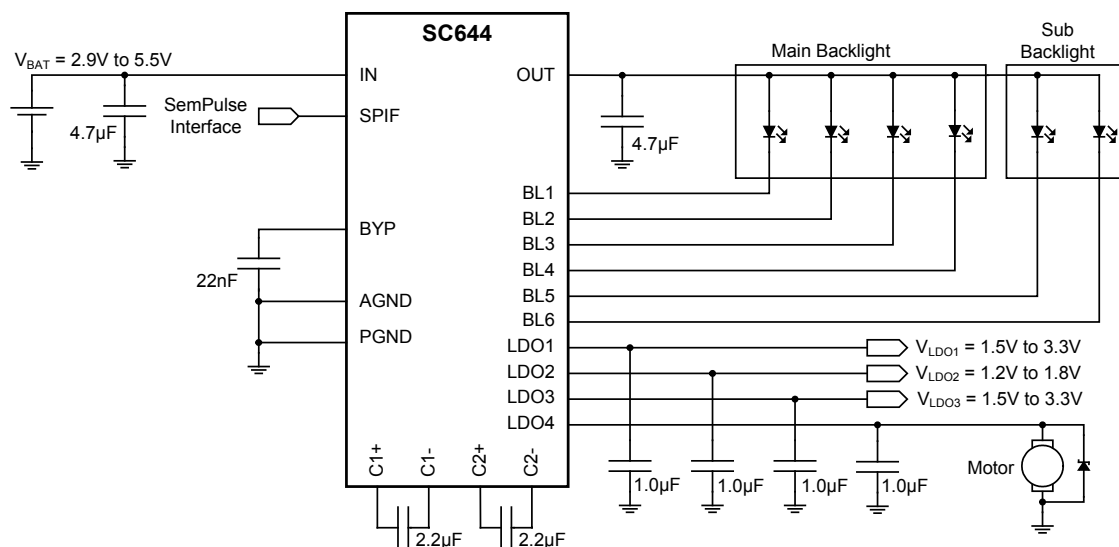 SC644
V_BAT = 2.9V to 5.5V
IN
OUT
Main Backlight
Sub
Backlight
SemPulse
Interface
SPIF
4.7µF
4.7µF
BL1
BL2
BYP
BL3
BL4
22nF
AGND
BL5
BL6
PGND
LDO1
V_LDO1 = 1.5V to 3.3V
LDO2
V_LDO2 = 1.2V to 1.8V
LDO3
V_LDO3 = 1.5V to 3.3V
LDO4
C1+
C1-
C2+
C2-
Motor
1.0µF
1.0µF
1.0µF
1.0µF
2.2µF
2.2µF